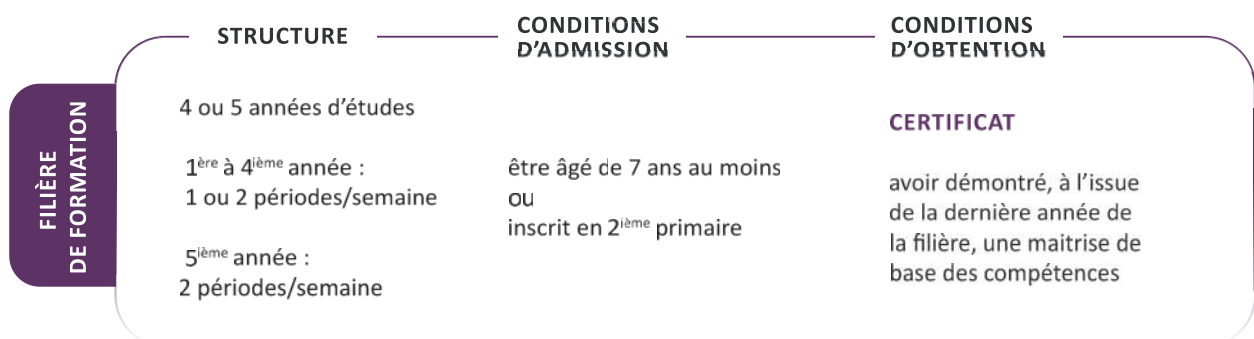 STRUCTURE
CONDITIONS
D'ADMISSION
CONDITIONS
D'OBTENTION
FILIÈRE
DE FORMATION
4 ou 5 années d'études
1ère à 4ième année :
1 ou 2 périodes/semaine
5ième année :
2 périodes/semaine
être âgé de 7 ans au moins
ou
inscrit en 2ième primaire
CERTIFICAT
avoir démontré, à l'issue
de la dernière année de
la filière, une maitrise de
base des compétences